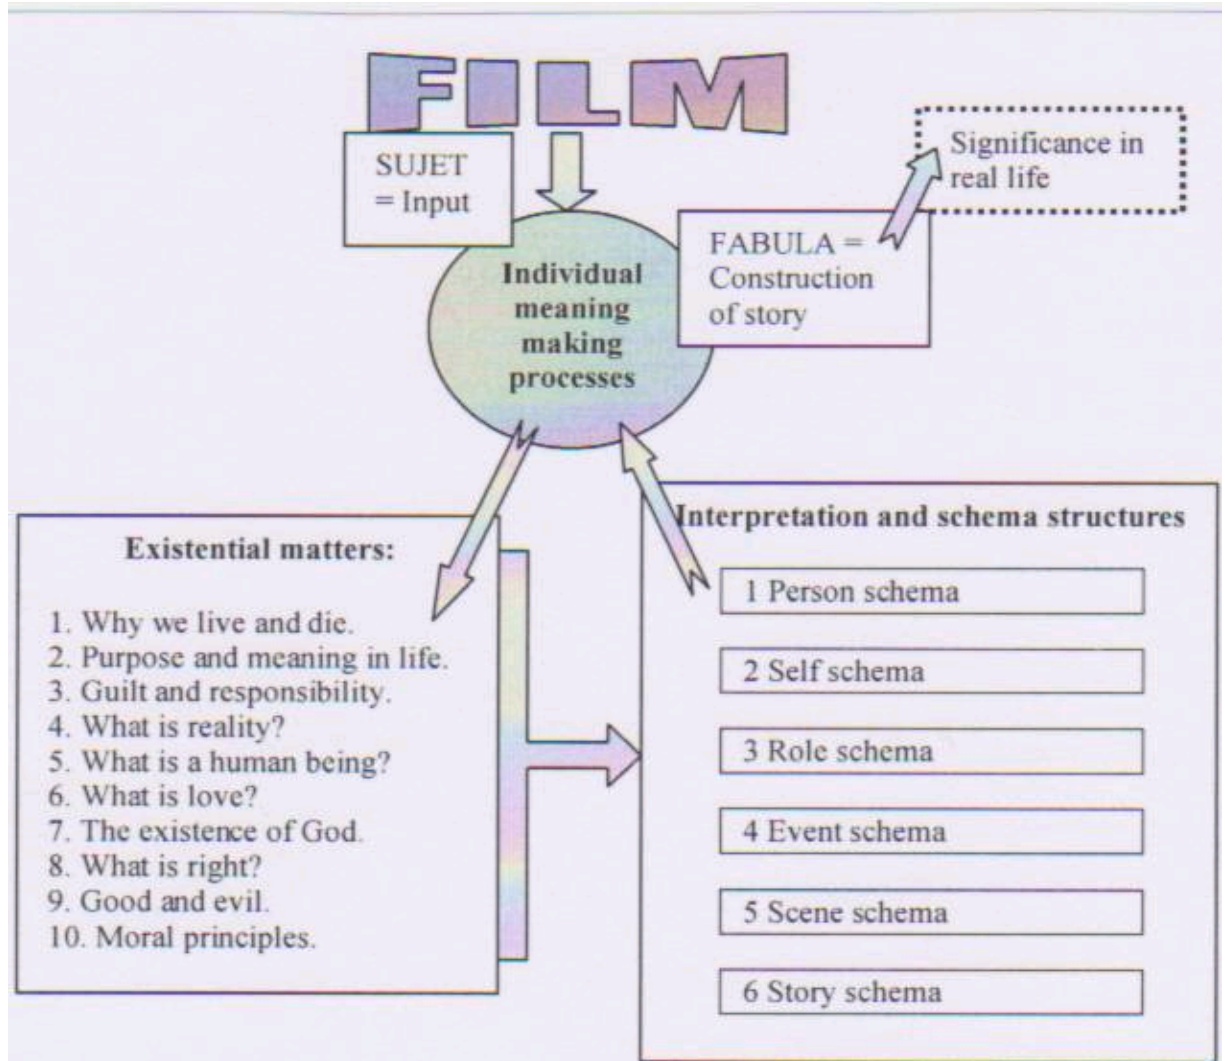 FILM
SUJET
= Input
Significance in
real life
FABULA =
Construction
of story
Individual
meaning
making
processes
Existential matters:
1. Why we live and die.
2. Purpose and meaning in life.
3. Guilt and responsibility.
4. What is reality?
5. What is a human being?
6. What is love?
7. The existence of God.
8. What is right?
9. Good and evil.
10. Moral principles.
Interpretation and schema structures
1 Person schema
2 Self schema
3 Role schema
4 Event schema
5 Scene schema
6 Story schema